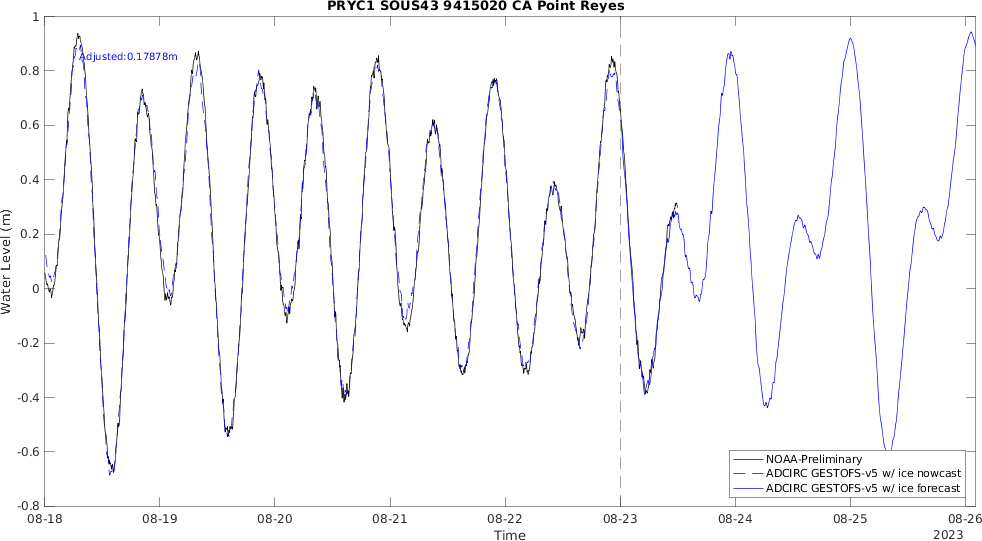 PRYC1 SOUS43 9415020 CA Point Reyes
Adjusted:0.17878m
1
0.8
0.6
0.4
0.2
0
-0.2
-0.4
-0.6
-0.8
Water Level (m)
NOAA-Preliminary
ADCIRC GESTOFS-v5 w/ ice nowcast
ADCIRC GESTOFS-v5 w/ ice forecast
08-18 08-19 08-20 08-21 08-22 08-23 08-24 08-25 08-26
Time
2023